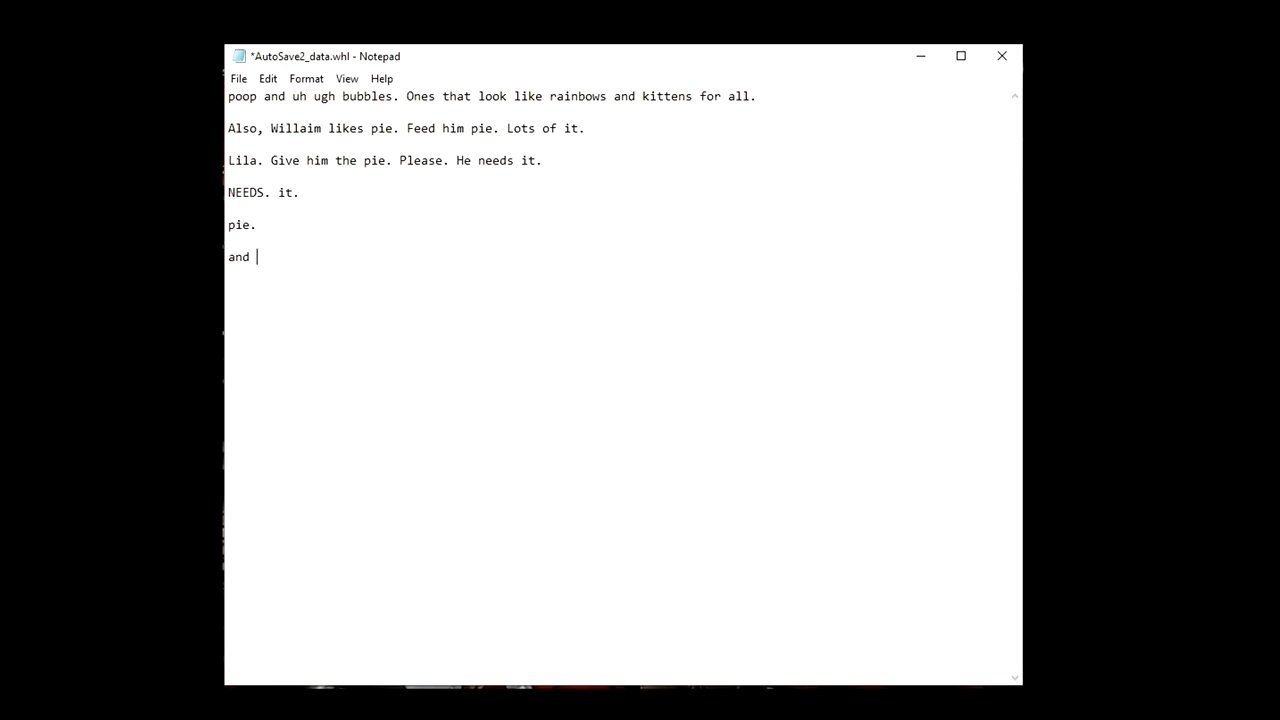 *AutoSave2_data.whl - Notepad
File Edit Format View Help
poop and uh ugh bubbles. Ones that look like rainbows and kittens for all.
Also, Willaim likes pie. Feed him pie. Lots of it.
Lila. Give him the pie. Please. He needs it.
NEEDS. it.
pie.
and